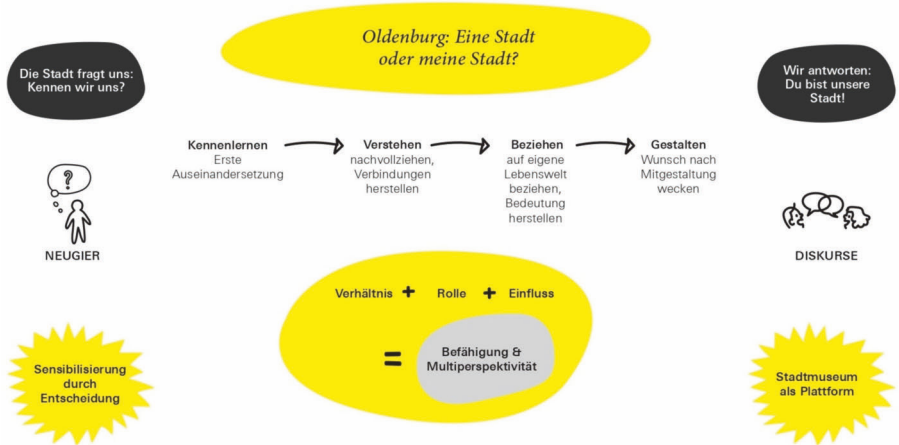 Oldenburg: Eine Stadt
oder meine Stadt?
Die Stadt fragt uns:
Kennen wir uns?
Wir antworten:
Du bist unsere
Stadt!
Kennenlernen
Erste
Auseinandersetzung
Verstehen
nachvollziehen,
Verbindungen
herstellen
Beziehen
auf eigene
Lebenswelt
beziehen,
Bedeutung
herstellen
Gestalten
Wunsch nach
Mitgestaltung
wecken
?
NEUGIER
DISKURSE
Verhältnis + Rolle + Einfluss
=
Befähigung &
Multiperspektivität
Sensibilisierung
durch
Entscheidung
Stadtmuseum
als Plattform